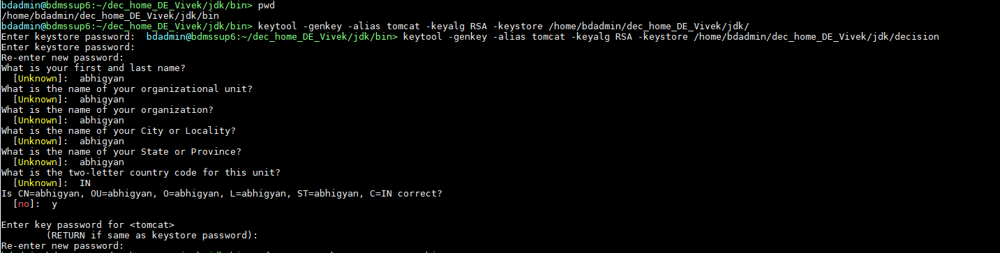 bdadmin@bdmssup6:~/dec_home_DE_Vivek/jdk/bin> pwd
/home/bdadmin/dec_home_DE_Vivek/jdk/bin
bdadmin@bdmssup6:~/dec_home_DE_Vivek/jdk/bin> keytool -genkey -alias tomcat -keyalg RSA -keystore /home/bdadmin/dec_home_DE_Vivek/jdk/
Enter keystore password:  bdadmin@bdmssup6:~/dec_home_DE_Vivek/jdk/bin> keytool -genkey -alias tomcat -keyalg RSA -keystore /home/bdadmin/dec_home_DE_Vivek/jdk/decision
Enter keystore password:
Re-enter new password:
What is your first and last name?
  [Unknown]:  abhigyan
What is the name of your organizational unit?
  [Unknown]:  abhigyan
What is the name of your organization?
  [Unknown]:  abhigyan
What is the name of your City or Locality?
  [Unknown]:  abhigyan
What is the name of your State or Province?
  [Unknown]:  abhigyan
What is the two-letter country code for this unit?
  [Unknown]:  IN
Is CN=abhigyan, OU=abhigyan, O=abhigyan, L=abhigyan, ST=abhigyan, C=IN correct?
  [no]:  y
Enter key password for <tomcat>
        (RETURN if same as keystore password):
Re-enter new password: